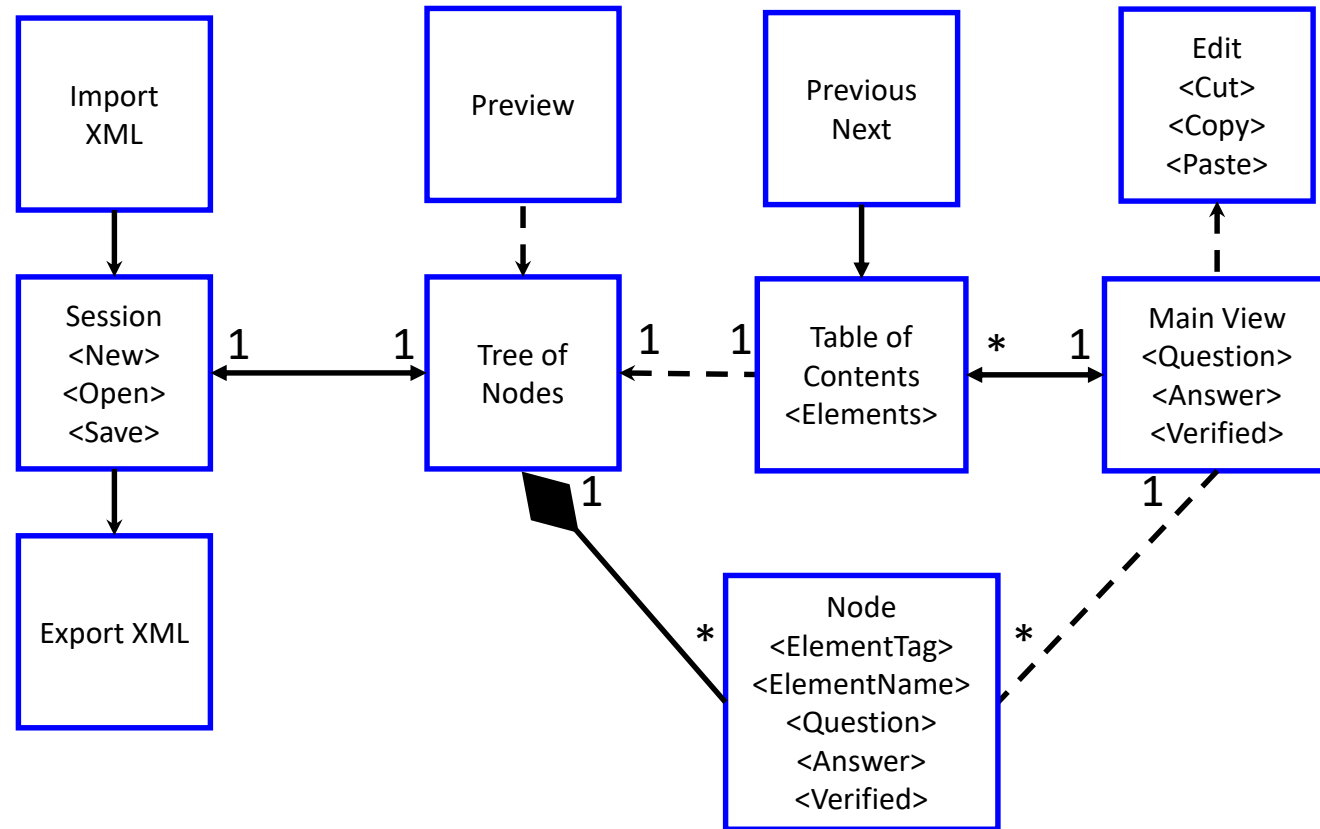 Import
XML
Preview
Previous
Next
Edit
<Cut>
<Copy>
<Paste>
Session
<New>
<Open>
<Save>
1
1
Tree of
Nodes
1
1
Table of
Contents
<Elements>
*
1
Main View
<Question>
<Answer>
<Verified>
1
1
Export XML
*
Node
<ElementTag>
<ElementName>
<Question>
<Answer>
<Verified>
*